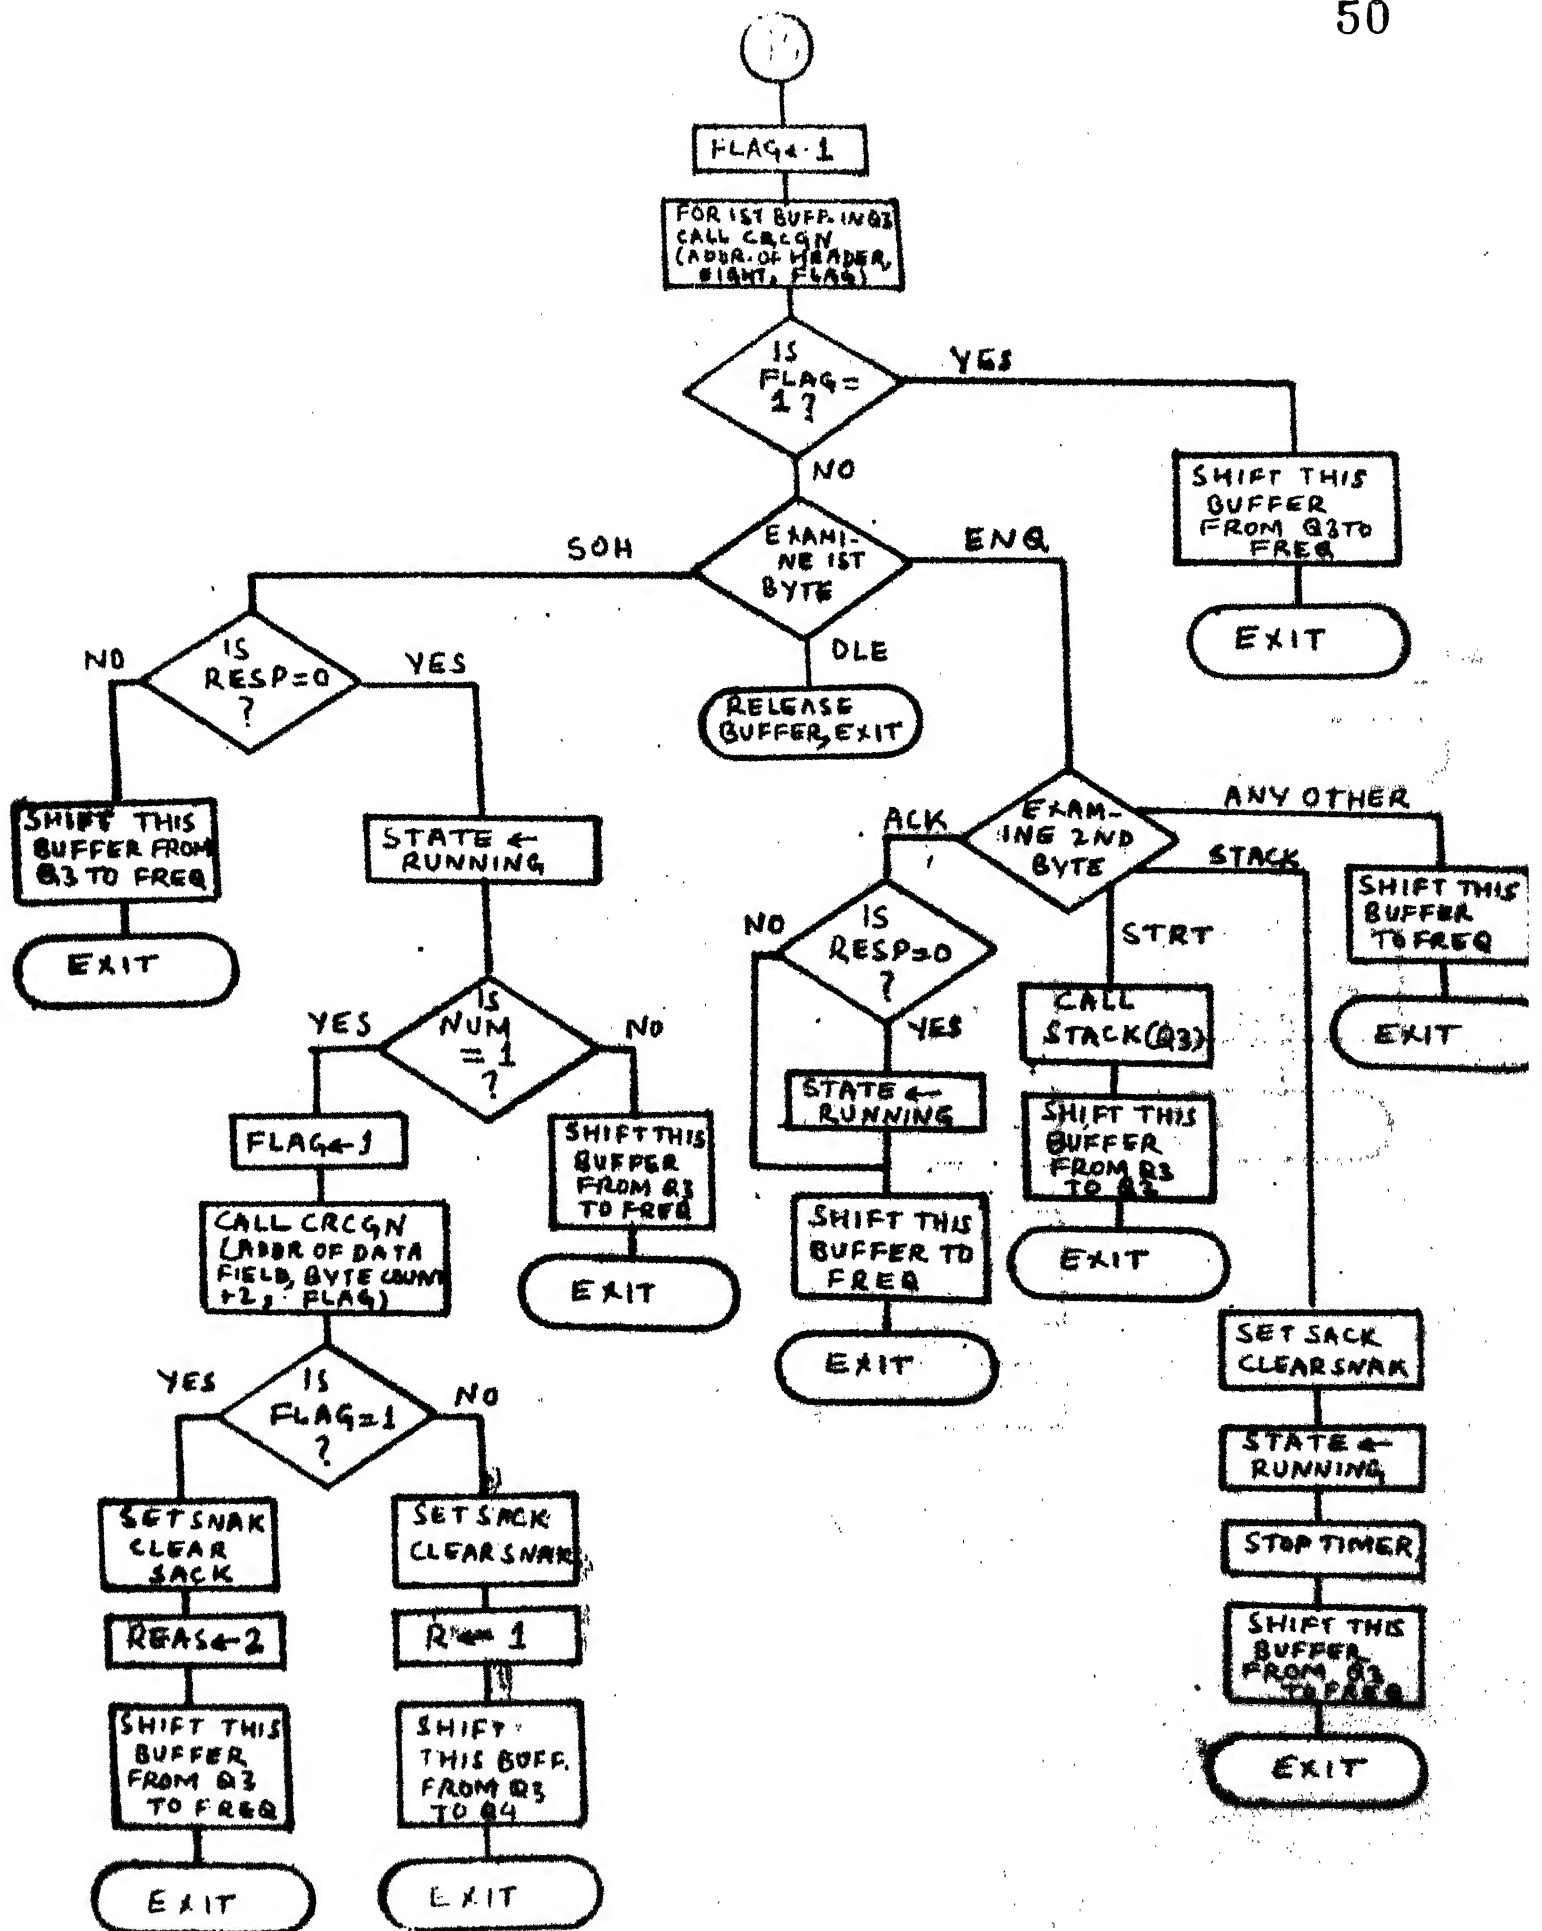 50
FLAG← 1
FOR 1ST BUFF. IN Q3
CALL CRCGN
(ADDR. OF HEADER,
EIGHT, FLAG)
IS
FLAG=
1?
YES
NO
SHIFT THIS
BUFFER
FROM Q3 TO
FREQ
EXIT
EXAMI-
NE 1ST
BYTE
SOH
ENQ
DLE
RELEASE
BUFFER, EXIT
IS
RESP=0
?
NO
YES
SHIFT THIS
BUFFER FROM
Q3 TO FREQ
EXIT
STATE ←
RUNNING
IS
NUM
= 1
?
YES
NO
FLAG←1
CALL CRCGN
(ADDR OF DATA
FIELD, BYTE COUNT
+2, FLAG)
SHIFT THIS
BUFFER
FROM Q3
TO FREQ
EXIT
IS
FLAG=1
?
YES
NO
SET SNAK
CLEAR
SACK
REAS←2
SHIFT THIS
BUFFER
FROM Q3
TO FREQ
EXIT
SET SACK
CLEAR SNAK
R ← 1
SHIFT
THIS BUFF.
FROM Q3
TO Q4
EXIT
EXAM-
INE 2ND
BYTE
ACK
ANY OTHER
STACK
STRT
IS
RESP=0
?
NO
YES
STATE ←
RUNNING
SHIFT THIS
BUFFER TO
FREQ
EXIT
CALL
STACK(Q3)
SHIFT THIS
BUFFER
FROM Q3
TO
EXIT
SHIFT THIS
BUFFER
TO FREQ
EXIT
SET SACK
CLEAR SNAK
STATE ←
RUNNING
STOP TIMER
SHIFT THIS
BUFFER
FROM Q3
TO FREQ
EXIT